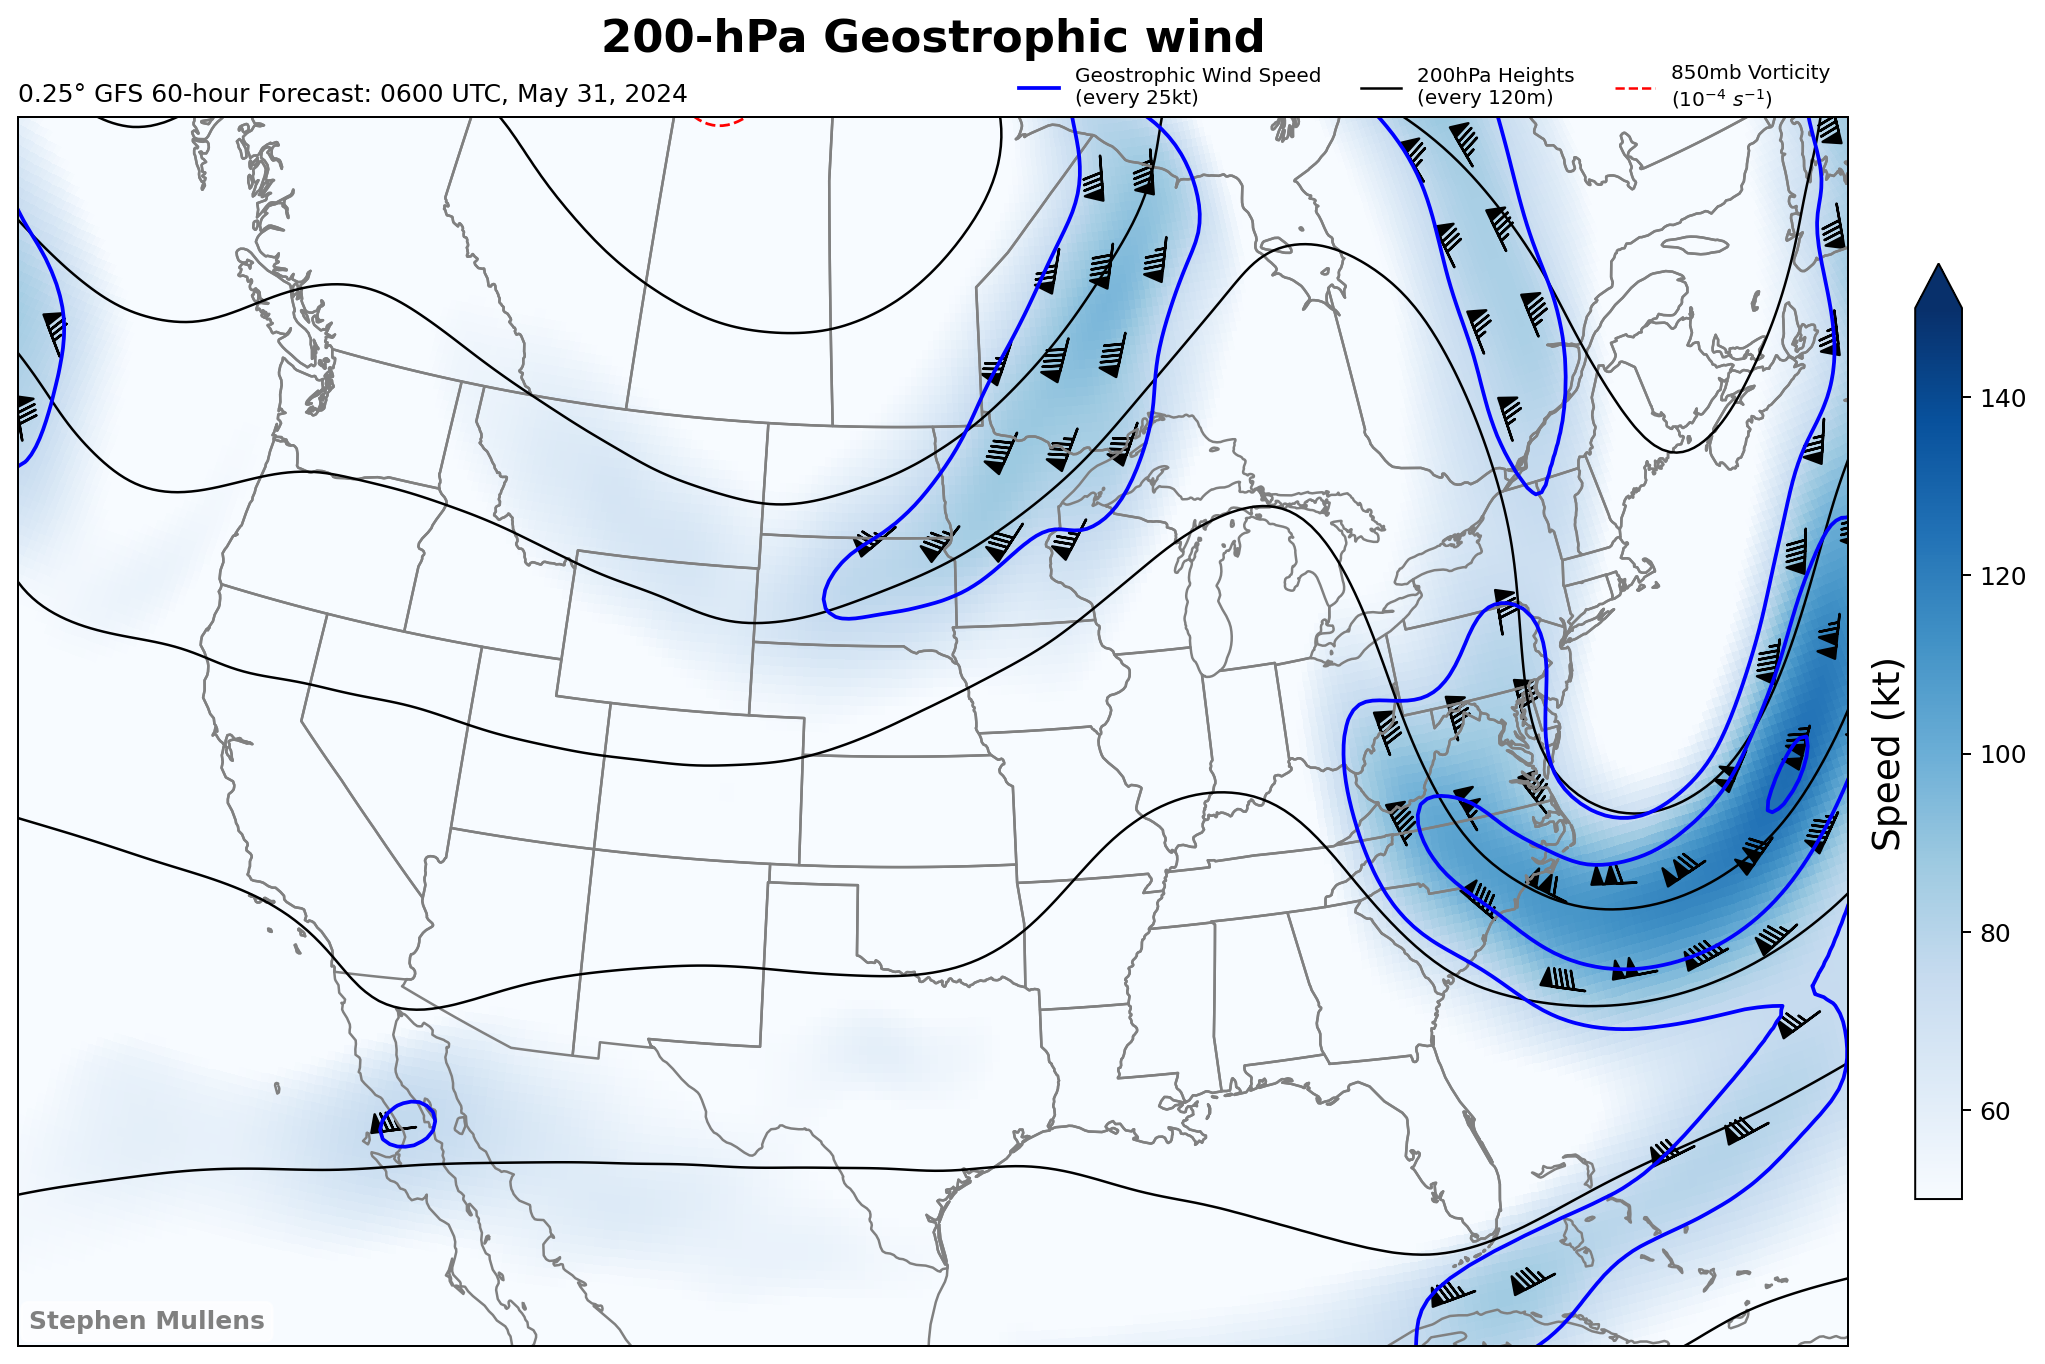 200-hPa Geostrophic wind
0.25° GFS 60-hour Forecast: 0600 UTC, May 31, 2024
Geostrophic Wind Speed
(every 25kt)
200hPa Heights
(every 120m)
850mb Vorticity
(10⁻⁴ s⁻¹)
140
120
100
80
60
Speed (kt)
Stephen Mullens